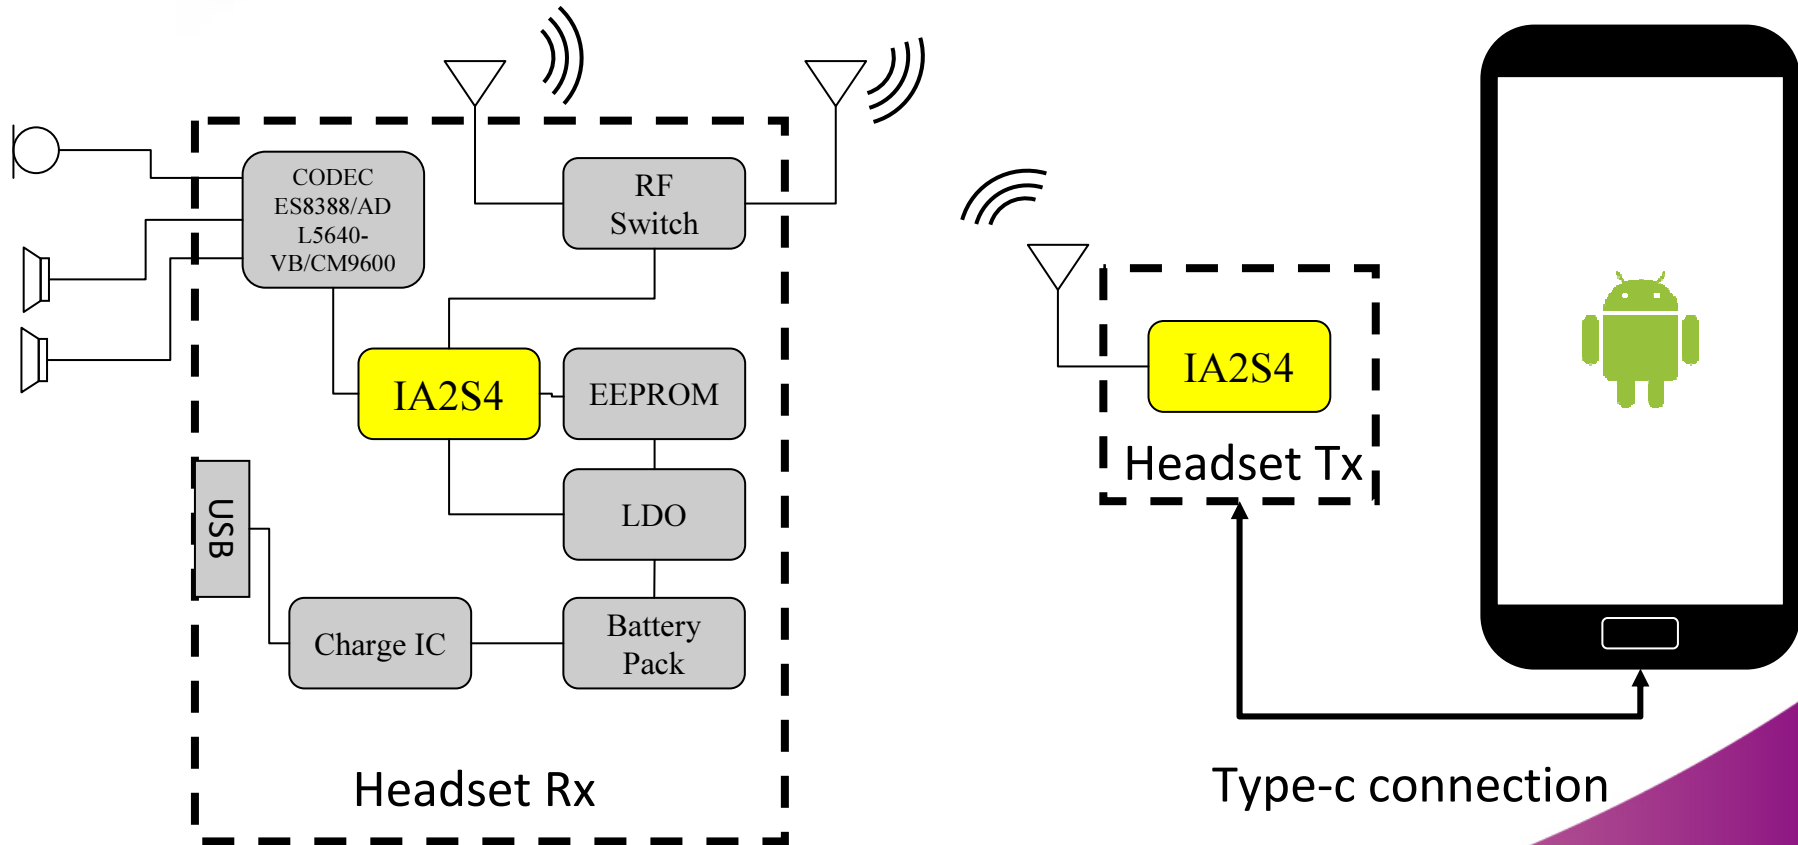 CODEC
ES8388/AD
L5640-
VB/CM9600
RF
Switch
IA2S4
EEPROM
LDO
USB
Charge IC
Battery
Pack
Headset Rx
IA2S4
Headset Tx
Type-c connection